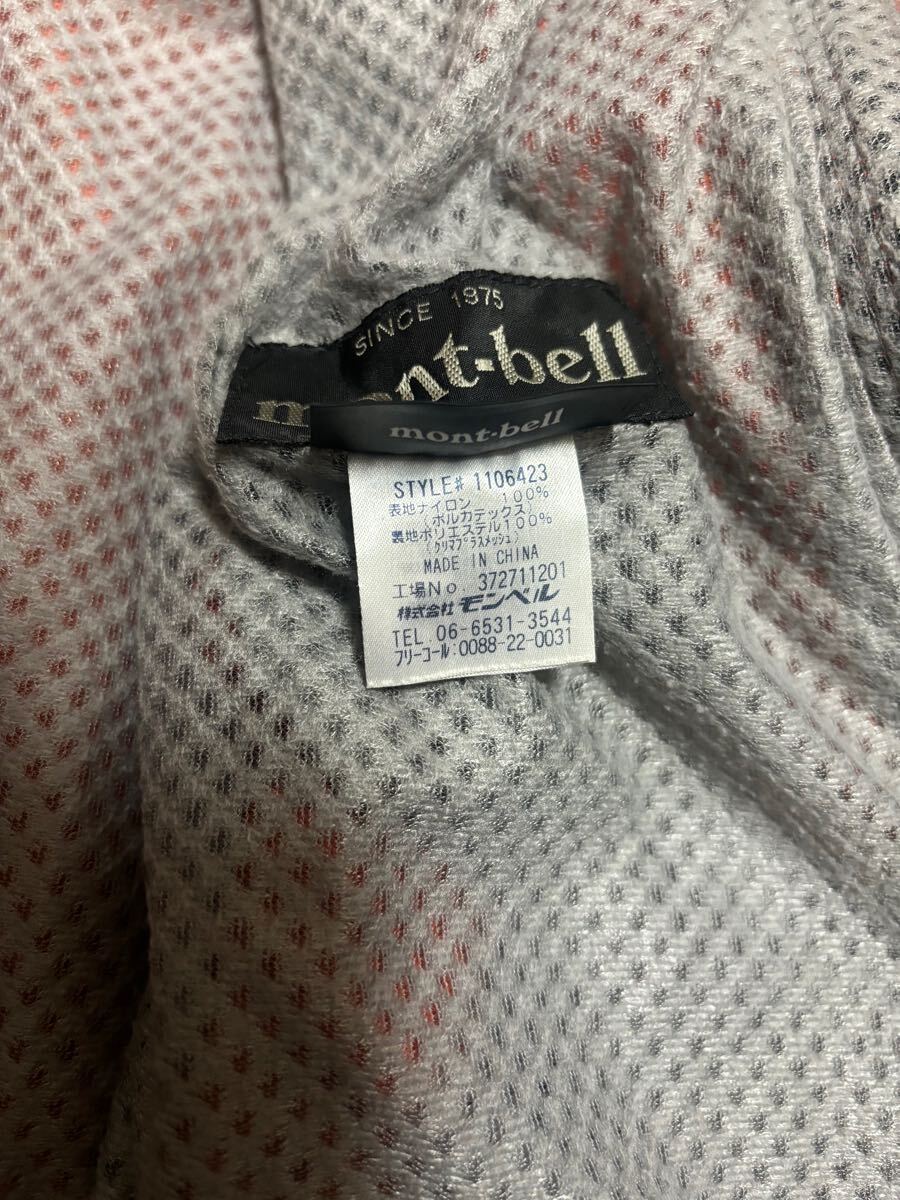 SINCE 1975
mont-bell
mont-bell
STYLE# 1106423
表地ナイロン 100%
(ポルカテックス)
裏地ポリエステル100%
(クリマプラスメッシュ)
MADE IN CHINA
工場No 372711201
株式会社 モンベル
TEL 06-6531-3544
フリーコール:0088-22-0031